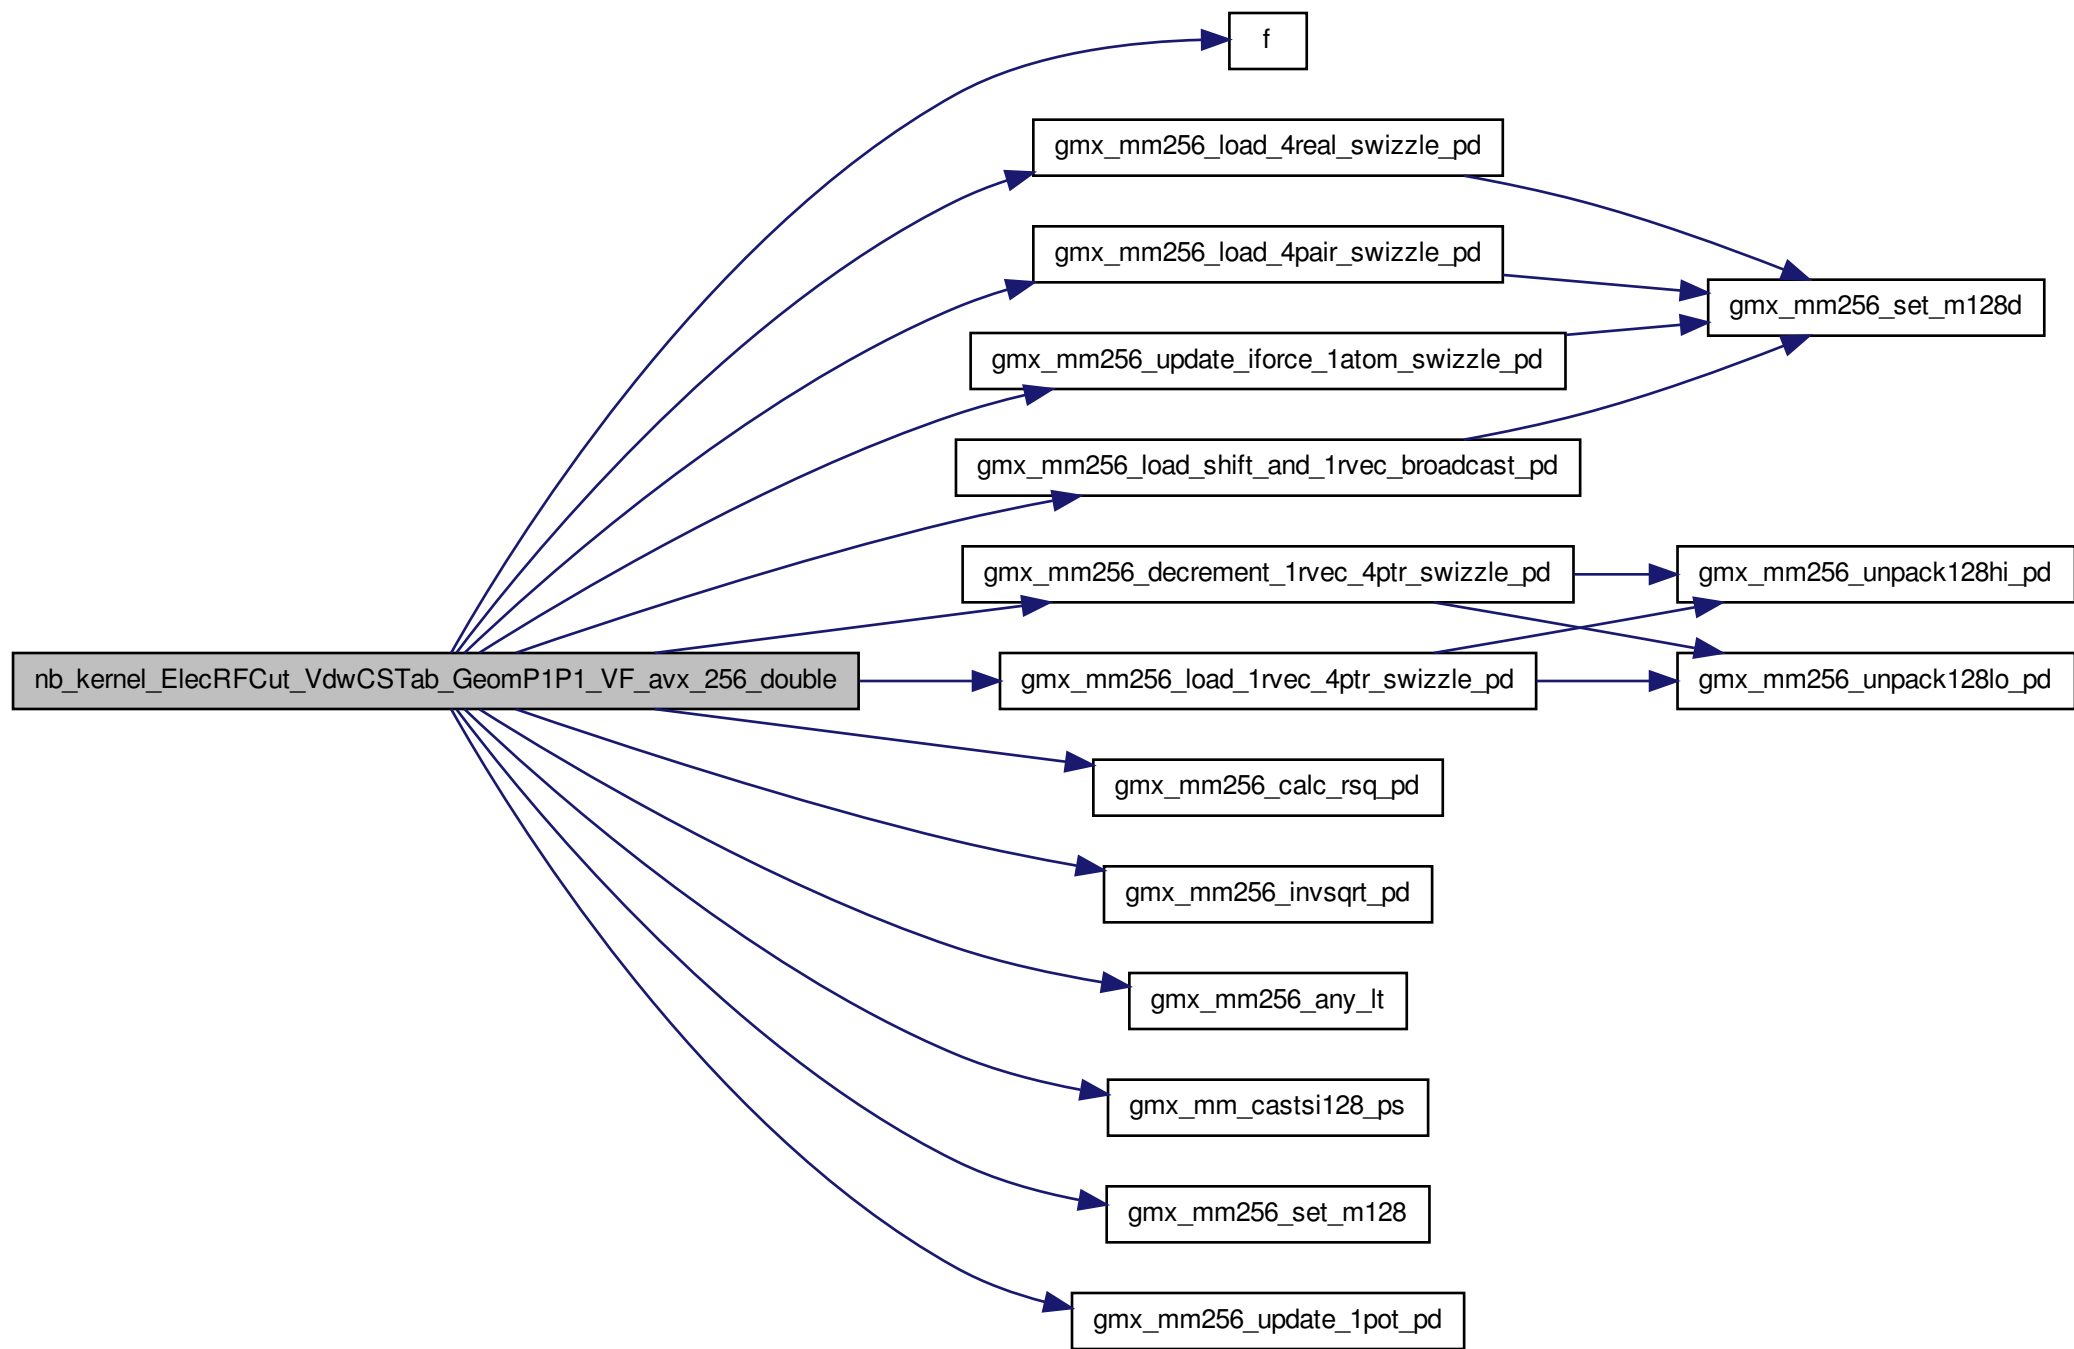 f
gmx_mm256_load_4real_swizzle_pd
gmx_mm256_load_4pair_swizzle_pd
gmx_mm256_set_m128d
gmx_mm256_update_iforce_1atom_swizzle_pd
gmx_mm256_load_shift_and_1rvec_broadcast_pd
gmx_mm256_decrement_1rvec_4ptr_swizzle_pd
gmx_mm256_unpack128hi_pd
nb_kernel_ElecRFCut_VdwCSTab_GeomP1P1_VF_avx_256_double
gmx_mm256_load_1rvec_4ptr_swizzle_pd
gmx_mm256_unpack128lo_pd
gmx_mm256_calc_rsq_pd
gmx_mm256_invsqrt_pd
gmx_mm256_any_lt
gmx_mm_castsi128_ps
gmx_mm256_set_m128
gmx_mm256_update_1pot_pd